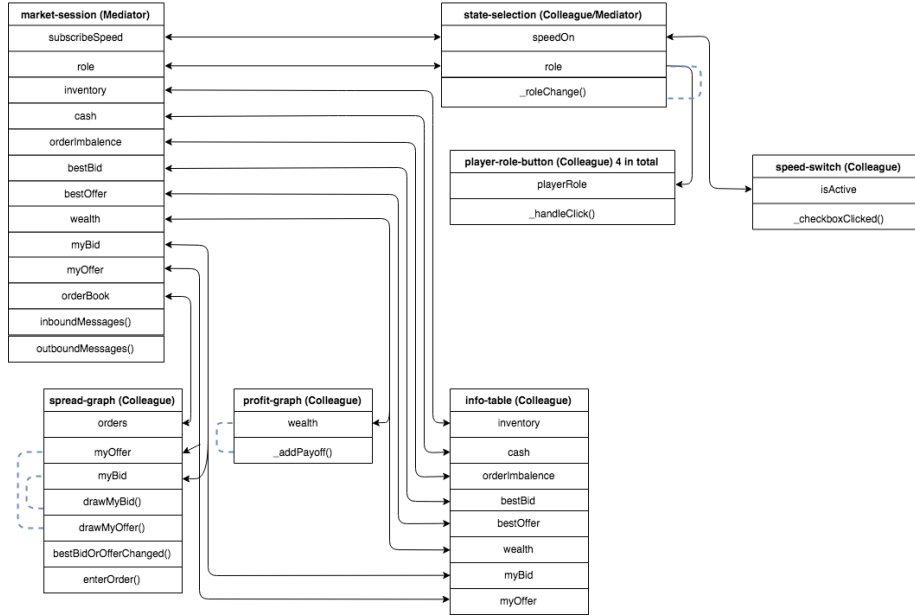 market-session (Mediator)
subscribeSpeed
role
inventory
cash
orderImbalence
bestBid
bestOffer
wealth
myBid
myOffer
orderBook
inboundMessages()
outboundMessages()
state-selection (Colleague/Mediator)
speedOn
role
_roleChange()
player-role-button (Colleague) 4 in total
playerRole
_handleClick()
speed-switch (Colleague)
isActive
_checkboxClicked()
spread-graph (Colleague)
orders
myOffer
myBid
drawMyBid()
drawMyOffer()
bestBidOrOfferChanged()
enterOrder()
profit-graph (Colleague)
wealth
_addPayoff()
info-table (Colleague)
inventory
cash
orderImbalence
bestBid
bestOffer
wealth
myBid
myOffer